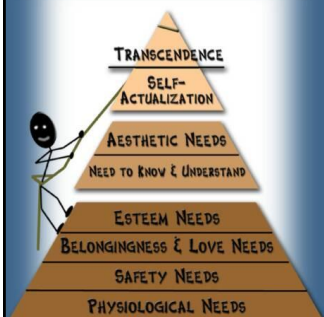 TRANSCENDENCE
SELF-
ACTUALIZATION
AESTHETIC NEEDS
NEED TO KNOW & UNDERSTAND
ESTEEM NEEDS
BELONGINGNESS & LOVE NEEDS
SAFETY NEEDS
PHYSIOLOGICAL NEEDS